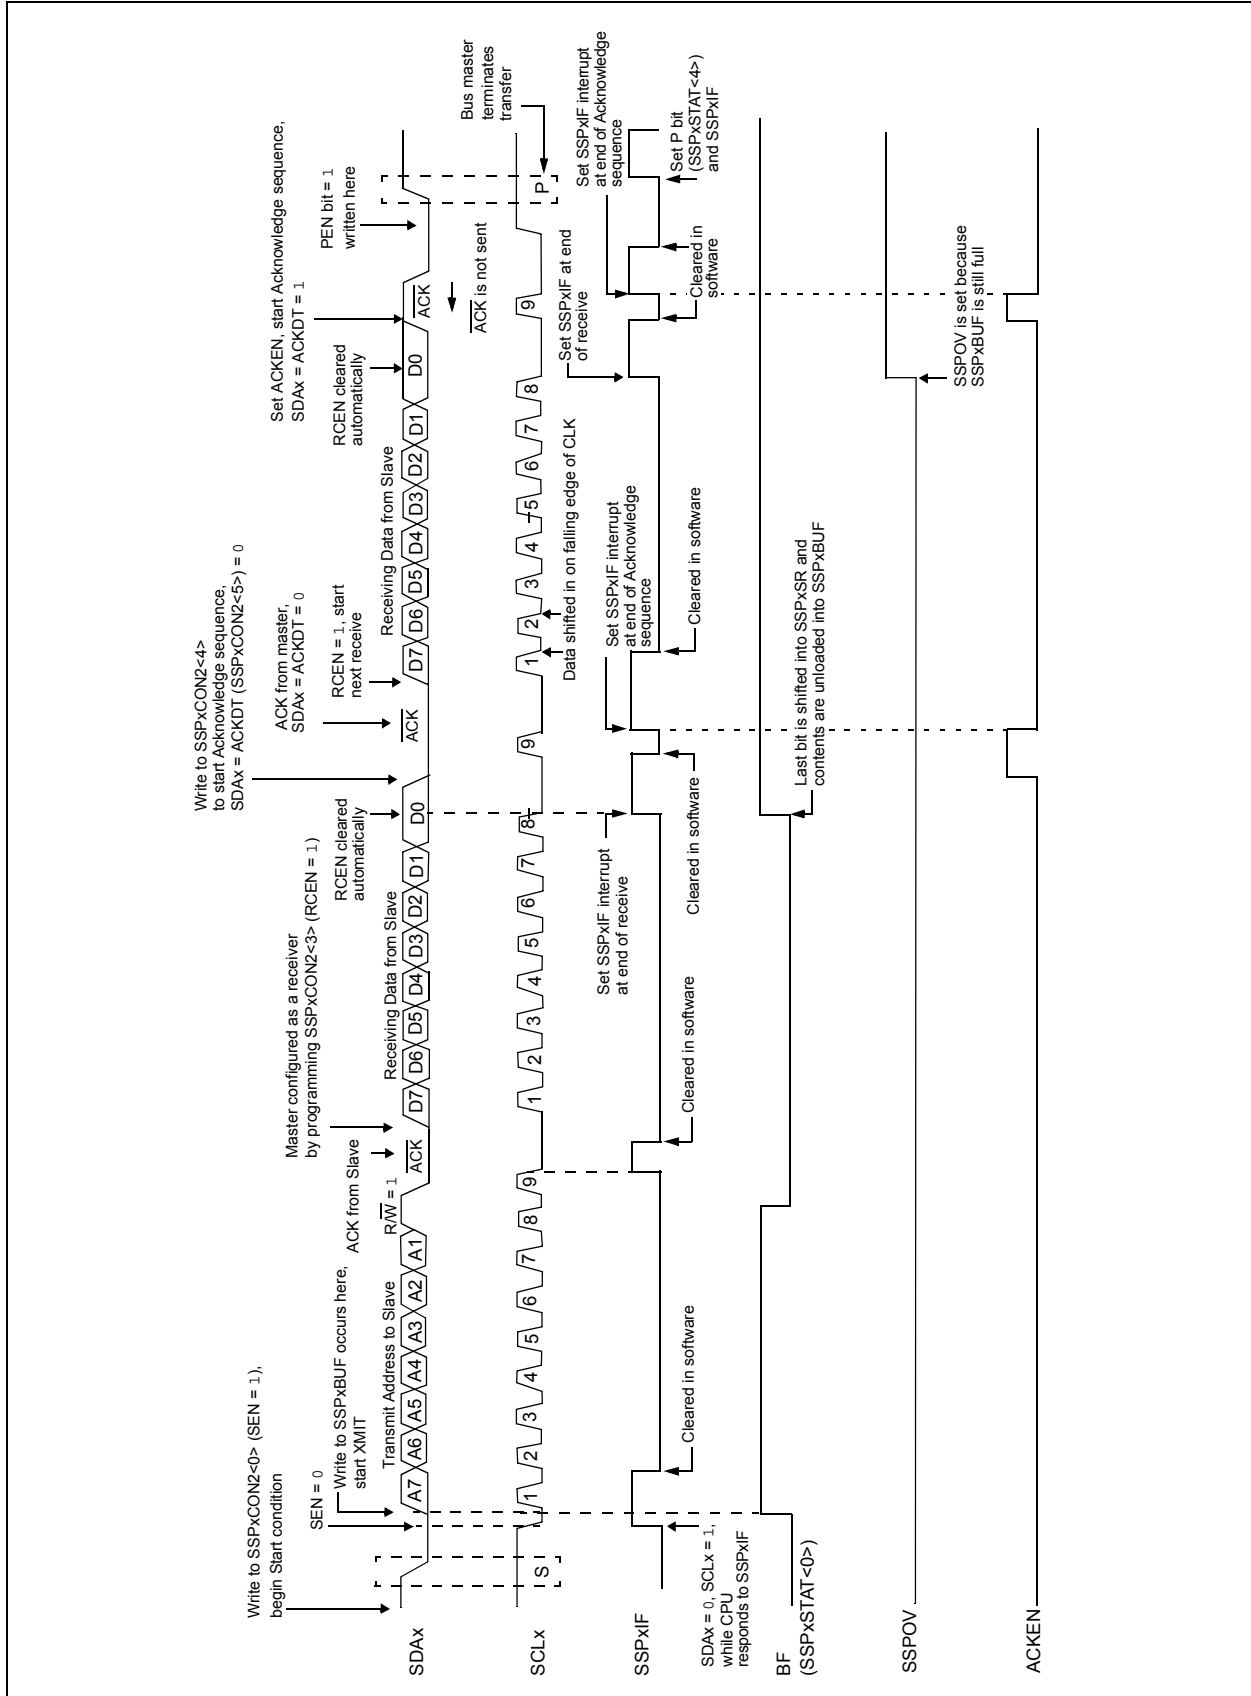 Write to SSPxCON2<0> (SEN = 1),
begin Start condition
SEN = 0
Write to SSPxBUF occurs here,
start XMIT
ACK from Slave
Master configured as a receiver
by programming SSPxCON2<3> (RCEN = 1)
RCEN cleared
automatically
Write to SSPxCON2<4>
to start Acknowledge sequence,
SDAx = ACKDT (SSPxCON2<5>) = 0
ACK from master,
SDAx = ACKDT = 0
RCEN = 1, start
next receive
RCEN cleared
automatically
Set ACKEN, start Acknowledge sequence,
SDAx = ACKDT = 1
PEN bit = 1
written here
Transmit Address to Slave
R/W = 1
Receiving Data from Slave
Receiving Data from Slave
SDAx
A7 A6 A5 A4 A3 A2 A1
ACK
D7 D6 D5 D4 D3 D2 D1 D0
ACK
D7 D6 D5 D4 D3 D2 D1 D0
ACK
ACK is not sent
Bus master
terminates
transfer
SCLx
S
1 2 3 4 5 6 7 8 9
1 2 3 4 5 6 7 8
9
1 2 3 4 5 6 7 8
9
P
Data shifted in on falling edge of CLK
Set SSPxIF interrupt
at end of receive
Set SSPxIF interrupt
at end of Acknowledge
sequence
Set SSPxIF at end
of receive
Set SSPxIF interrupt
at end of Acknowledge
sequence
SSPxIF
SDAx = 0, SCLx = 1,
while CPU
responds to SSPxIF
Cleared in software
Cleared in software
Cleared in software
Cleared in software
Cleared in
software
Set P bit
(SSPxSTAT<4>)
and SSPxIF
BF
(SSPxSTAT<0>)
Last bit is shifted into SSPxSR and
contents are unloaded into SSPxBUF
SSPOV
SSPOV is set because
SSPxBUF is still full
ACKEN